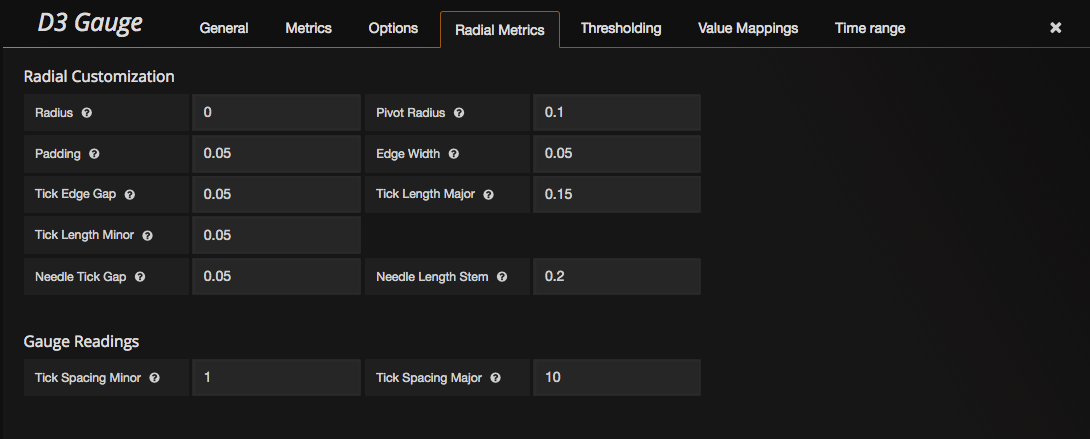 D3 Gauge General Metrics Options Radial Metrics Thresholding Value Mappings Time range
Radial Customization
Radius 0 Pivot Radius 0.1
Padding 0.05 Edge Width 0.05
Tick Edge Gap 0.05 Tick Length Major 0.15
Tick Length Minor 0.05
Needle Tick Gap 0.05 Needle Length Stem 0.2
Gauge Readings
Tick Spacing Minor 1 Tick Spacing Major 10